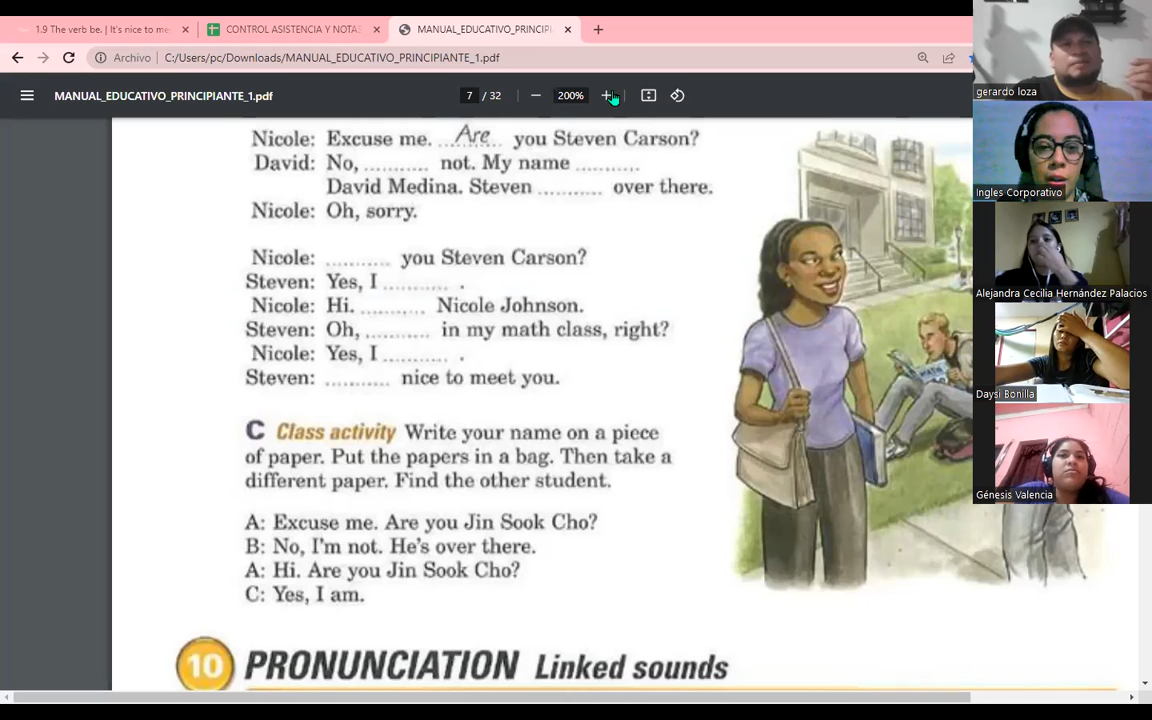 1.9 The verb be. | It's nice to me
CONTROL ASISTENCIA Y NOTAS
MANUAL_EDUCATIVO_PRINCIPI
Archivo
C:/Users/pc/Downloads/MANUAL_EDUCATIVO_PRINCIPIANTE_1.pdf
MANUAL_EDUCATIVO_PRINCIPIANTE_1.pdf
7 / 32
200%
Nicole: Excuse me. Are you Steven Carson?
David: No, .......... not. My name ..........
David Medina. Steven .......... over there.
Nicole: Oh, sorry.
Nicole: .......... you Steven Carson?
Steven: Yes, I .......... .
Nicole: Hi. .......... Nicole Johnson.
Steven: Oh, .......... in my math class, right?
Nicole: Yes, I .......... .
Steven: .......... nice to meet you.
C Class activity Write your name on a piece
of paper. Put the papers in a bag. Then take a
different paper. Find the other student.
A: Excuse me. Are you Jin Sook Cho?
B: No, I'm not. He's over there.
A: Hi. Are you Jin Sook Cho?
C: Yes, I am.
10 PRONUNCIATION Linked sounds
gerardo loza
Ingles Corporativo
Alejandra Cecilia Hernández Palacios
Daysi Bonilla
Génesis Valencia